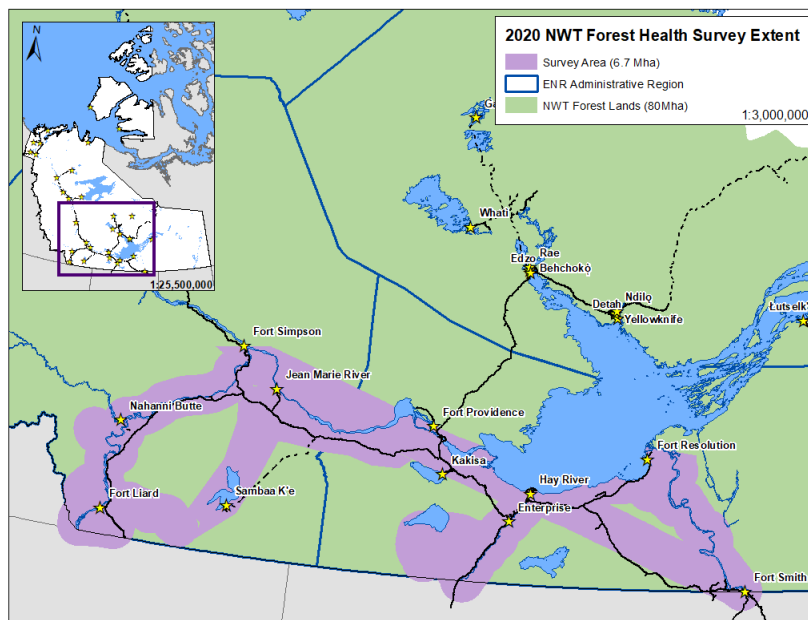 2020 NWT Forest Health Survey Extent
Survey Area (6.7 Mha)
ENR Administrative Region
NWT Forest Lands (80Mha)
1:3,000,000
N
1:25,500,000
Whati
Edzo
Rae
Behchokǫ̀
Detah
Ndilǫ
Yellowknife
Fort Simpson
Jean Marie River
Nahanni Butte
Fort Providence
Fort Resolution
Kakisa
Hay River
Fort Liard
Sambaa K'e
Enterprise
Fort Smith